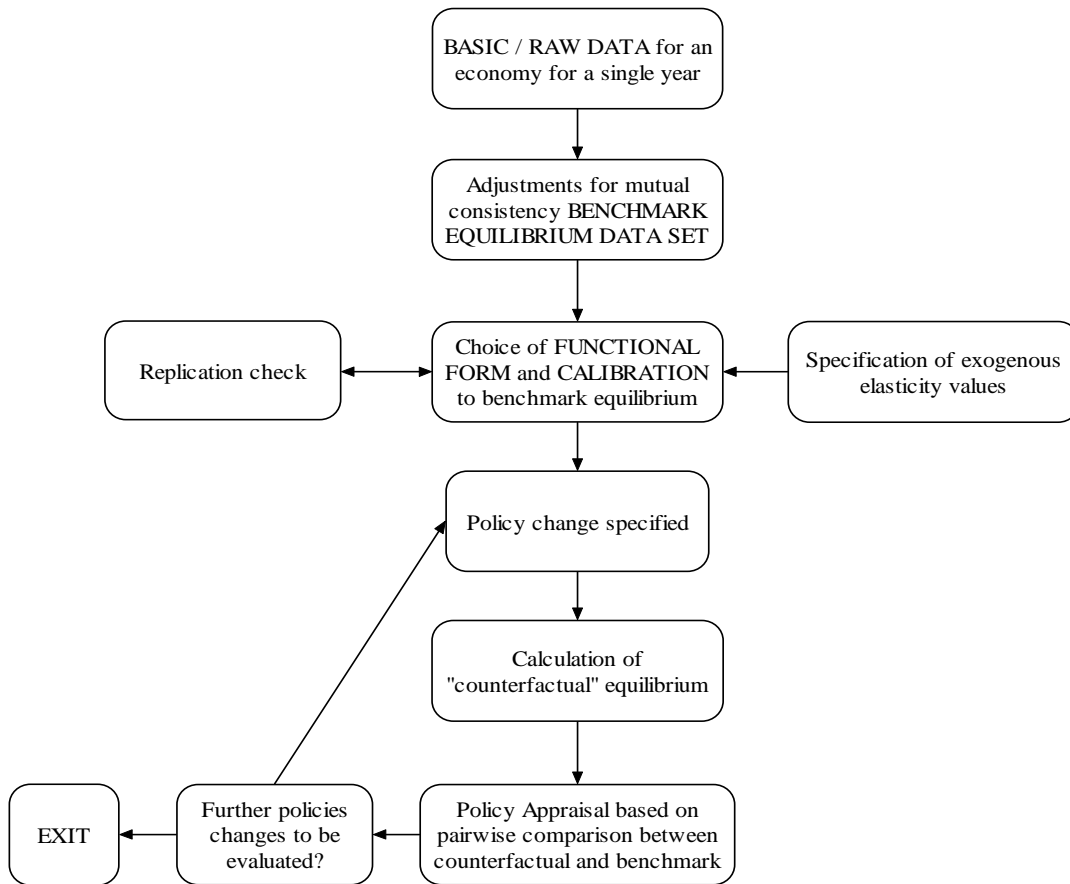 BASIC / RAW DATA for an
economy for a single year
Adjustments for mutual
consistency BENCHMARK
EQUILIBRIUM DATA SET
Replication check
Choice of FUNCTIONAL
FORM and CALIBRATION
to benchmark equilibrium
Specification of exogenous
elasticity values
Policy change specified
Calculation of
"counterfactual" equilibrium
EXIT
Further policies
changes to be
evaluated?
Policy Appraisal based on
pairwise comparison between
counterfactual and benchmark